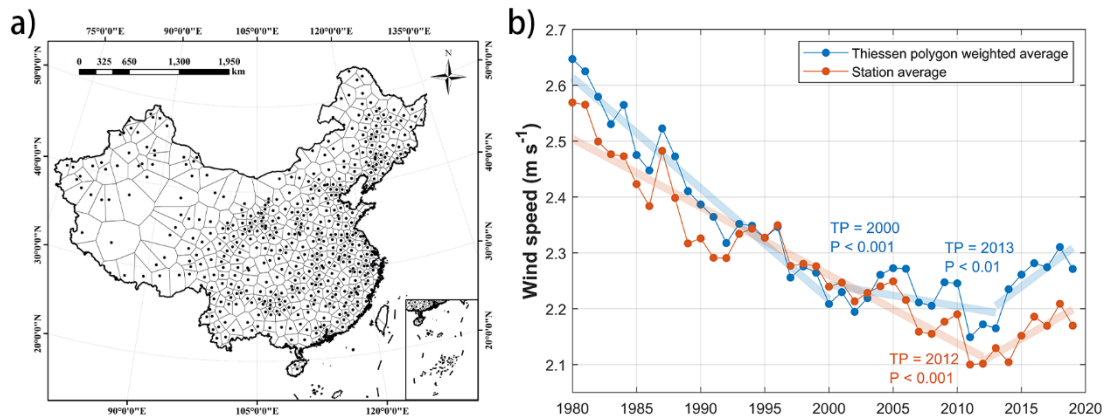 a)
75°0'0"E 90°0'0"E 105°0'0"E 120°0'0"E 135°0'0"E
0 325 650 1,300 1,950
km
N
50°0'0"N 50°0'0"N
40°0'0"N 40°0'0"N
30°0'0"N 30°0'0"N
20°0'0"N 20°0'0"N
90°0'0"E 105°0'0"E 120°0'0"E
b)
Wind speed (m s⁻¹)
2.7
2.6
2.5
2.4
2.3
2.2
2.1
Thiessen polygon weighted average
Station average
TP = 2000
P < 0.001
TP = 2013
P < 0.01
TP = 2012
P < 0.001
1980 1985 1990 1995 2000 2005 2010 2015 2020